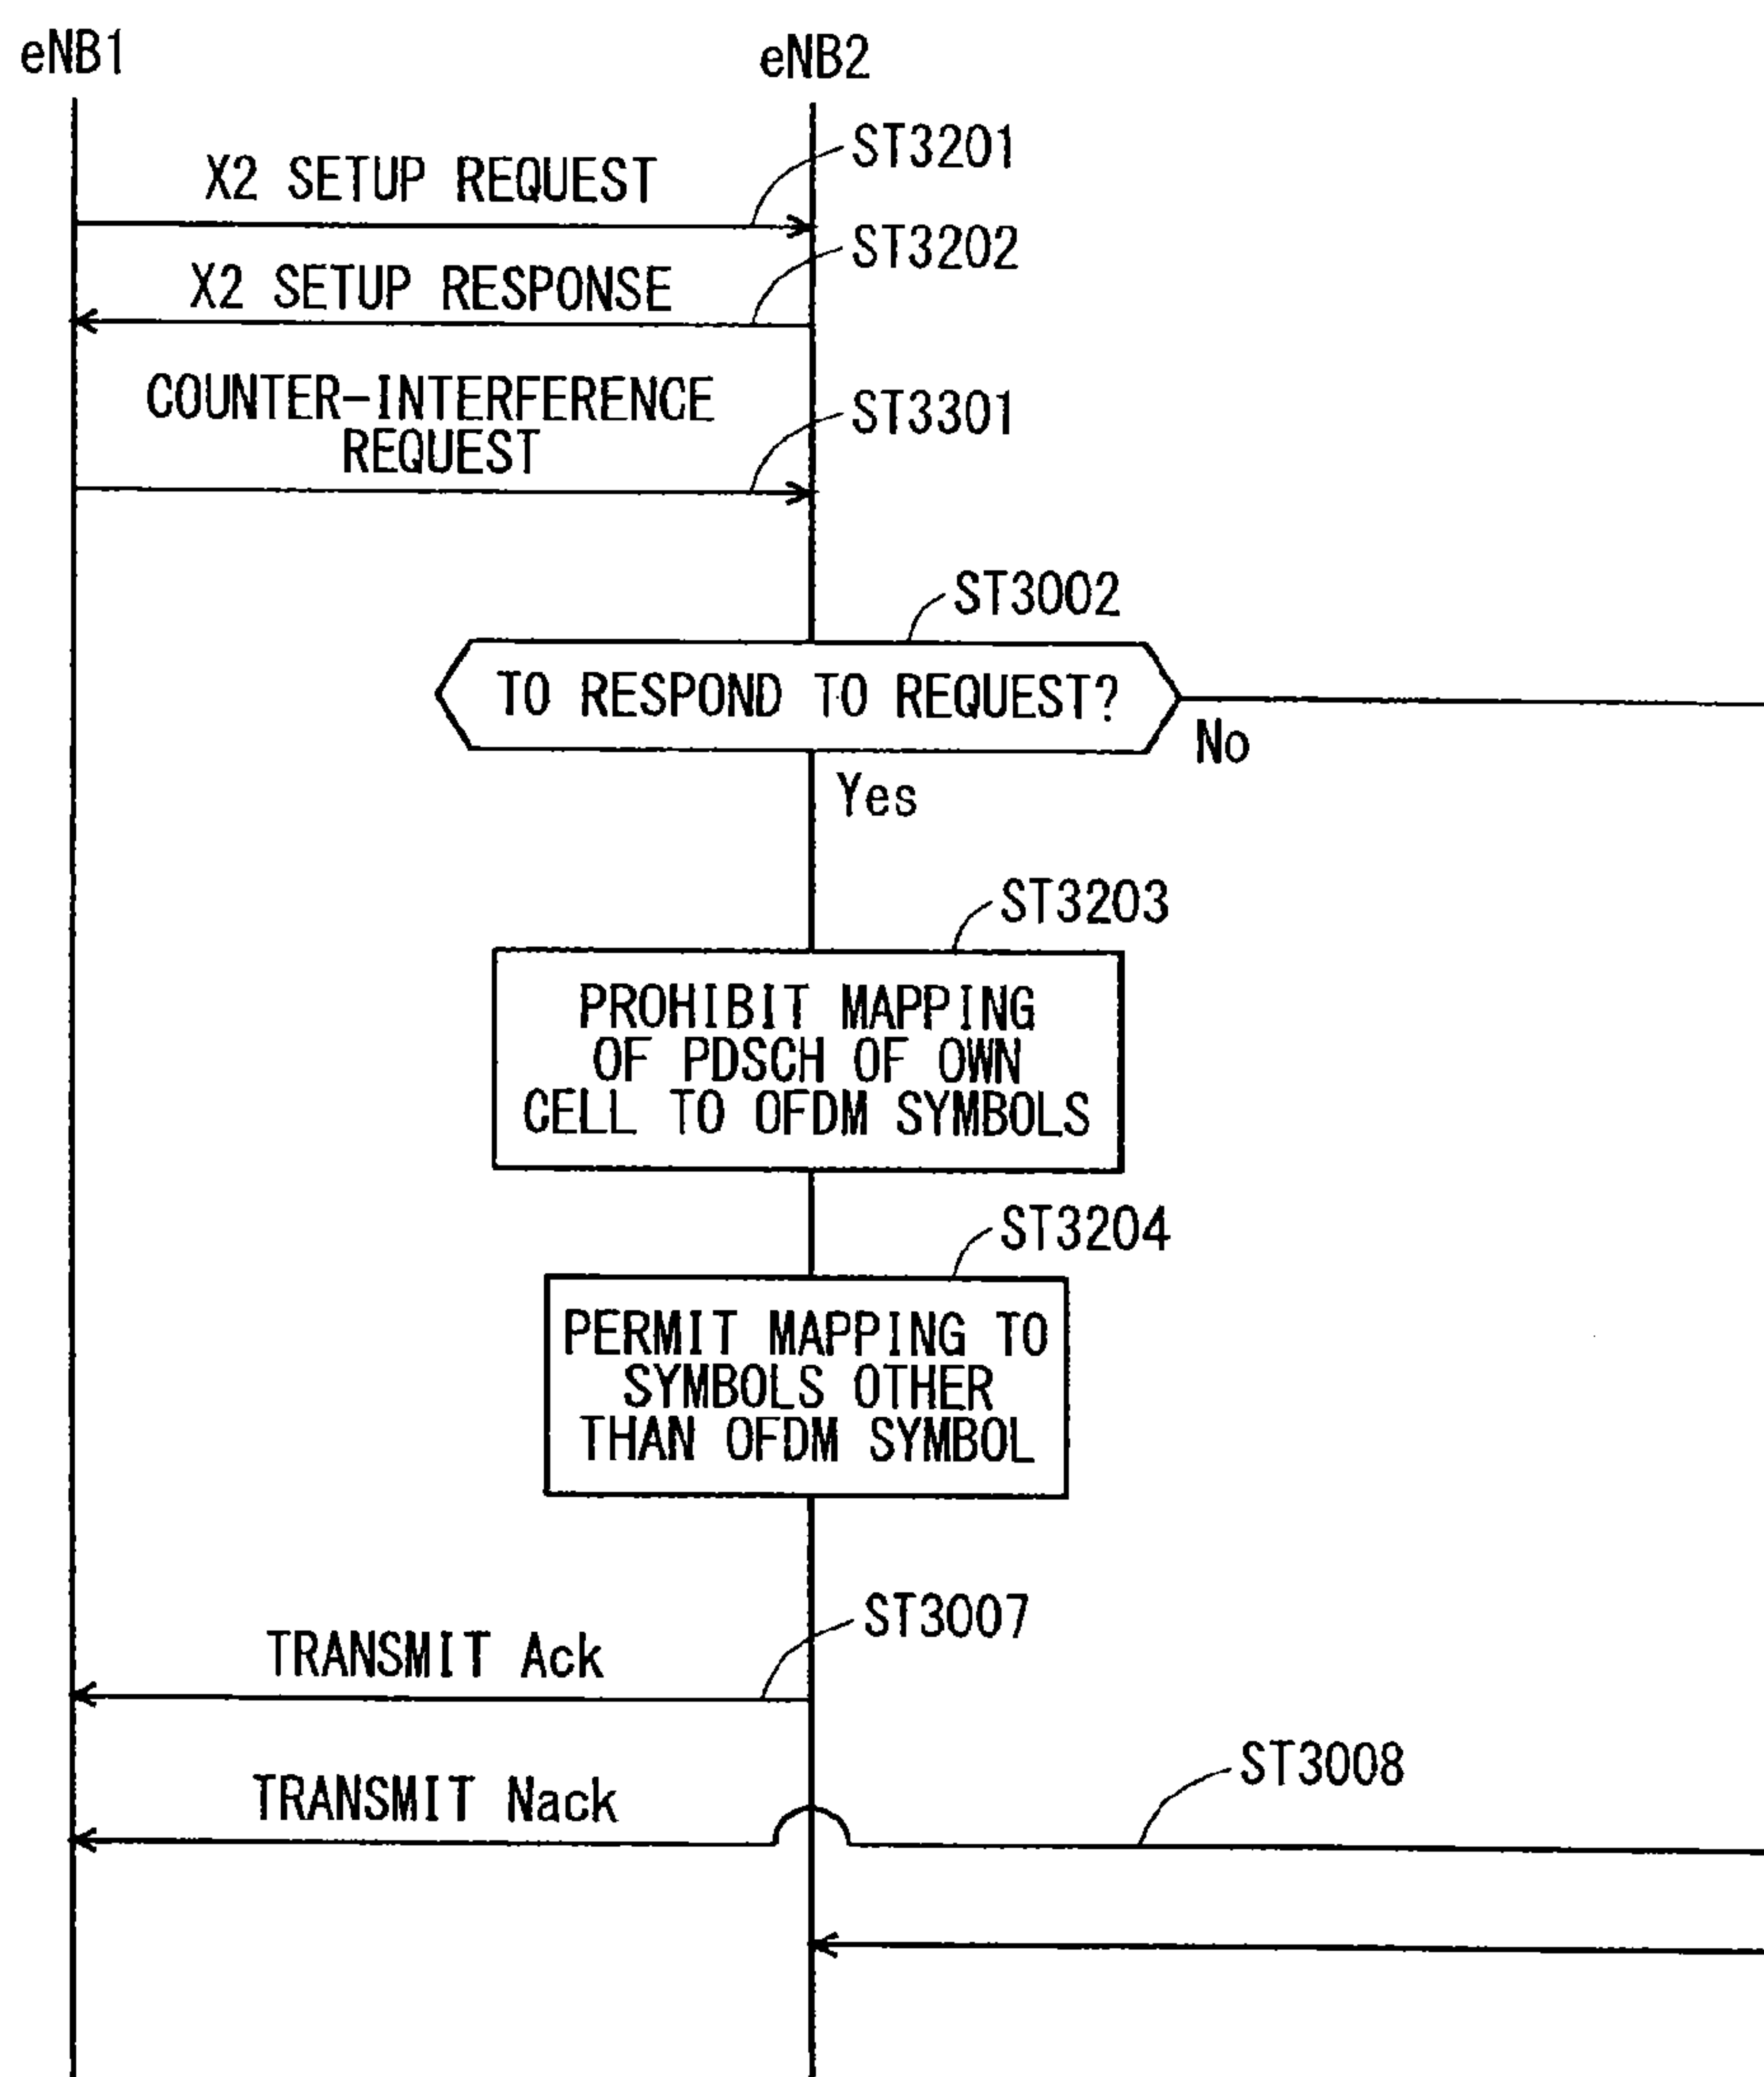 eNB1
eNB2
ST3201
X2 SETUP REQUEST
ST3202
X2 SETUP RESPONSE
COUNTER-INTERFERENCE
REQUEST
ST3301
ST3002
TO RESPOND TO REQUEST?
No
Yes
ST3203
PROHIBIT MAPPING
OF PDSCH OF OWN
CELL TO OFDM SYMBOLS
ST3204
PERMIT MAPPING TO
SYMBOLS OTHER
THAN OFDM SYMBOL
ST3007
TRANSMIT Ack
ST3008
TRANSMIT Nack